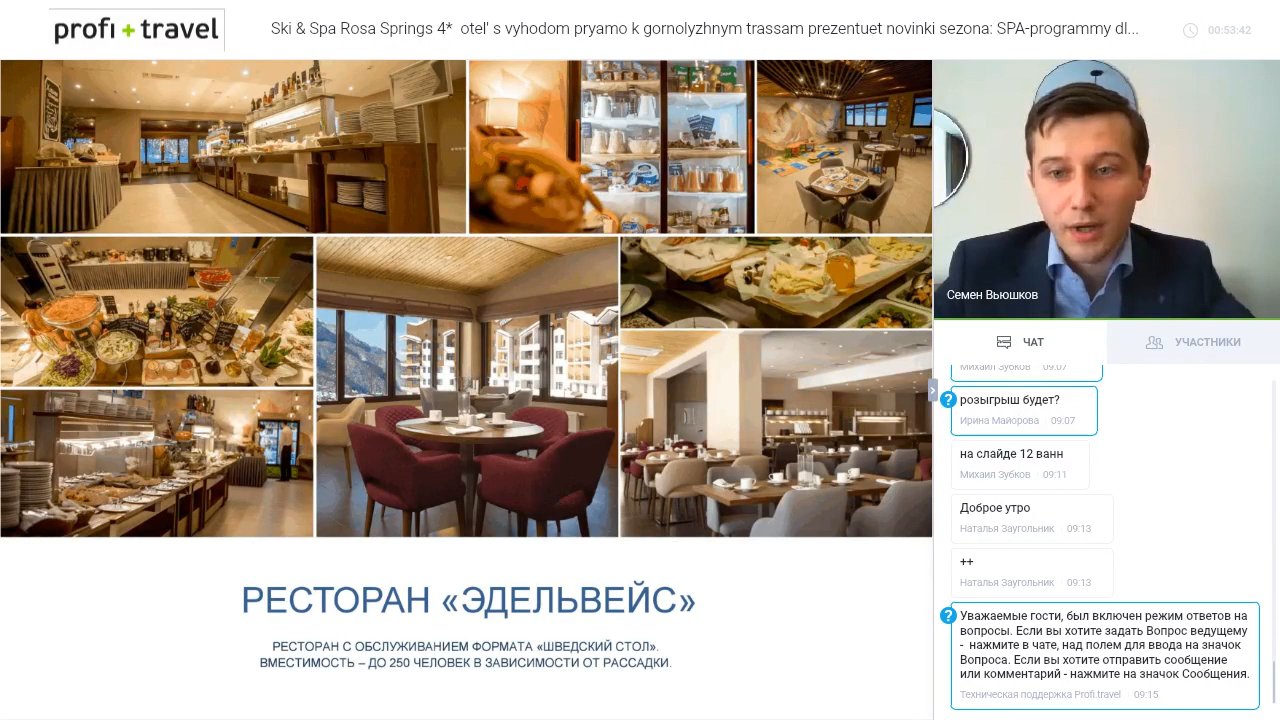 profi + travel
Ski & Spa Rosa Springs 4*  otel' s vyhodom pryamo k gornolyzhnym trassam prezentuet novinki sezona: SPA-programmy dl...
00:53:42
Семен Вьюшков
ЧАТ
УЧАСТНИКИ
Михаил Зубков 09:07
розыгрыш будет?
Ирина Майорова · 09:07
на слайде 12 ванн
Михаил Зубков · 09:11
Доброе утро
Наталья Заугольник · 09:13
++
Наталья Заугольник · 09:13
Уважаемые гости, был включен режим ответов на
вопросы. Если вы хотите задать Вопрос ведущему
-  нажмите в чате, над полем для ввода на значок
Вопроса. Если вы хотите отправить сообщение
или комментарий - нажмите на значок Сообщения.
Техническая поддержка Profi.travel · 09:15
РЕСТОРАН «ЭДЕЛЬВЕЙС»
РЕСТОРАН С ОБСЛУЖИВАНИЕМ ФОРМАТА «ШВЕДСКИЙ СТОЛ».
ВМЕСТИМОСТЬ – ДО 250 ЧЕЛОВЕК В ЗАВИСИМОСТИ ОТ РАССАДКИ.